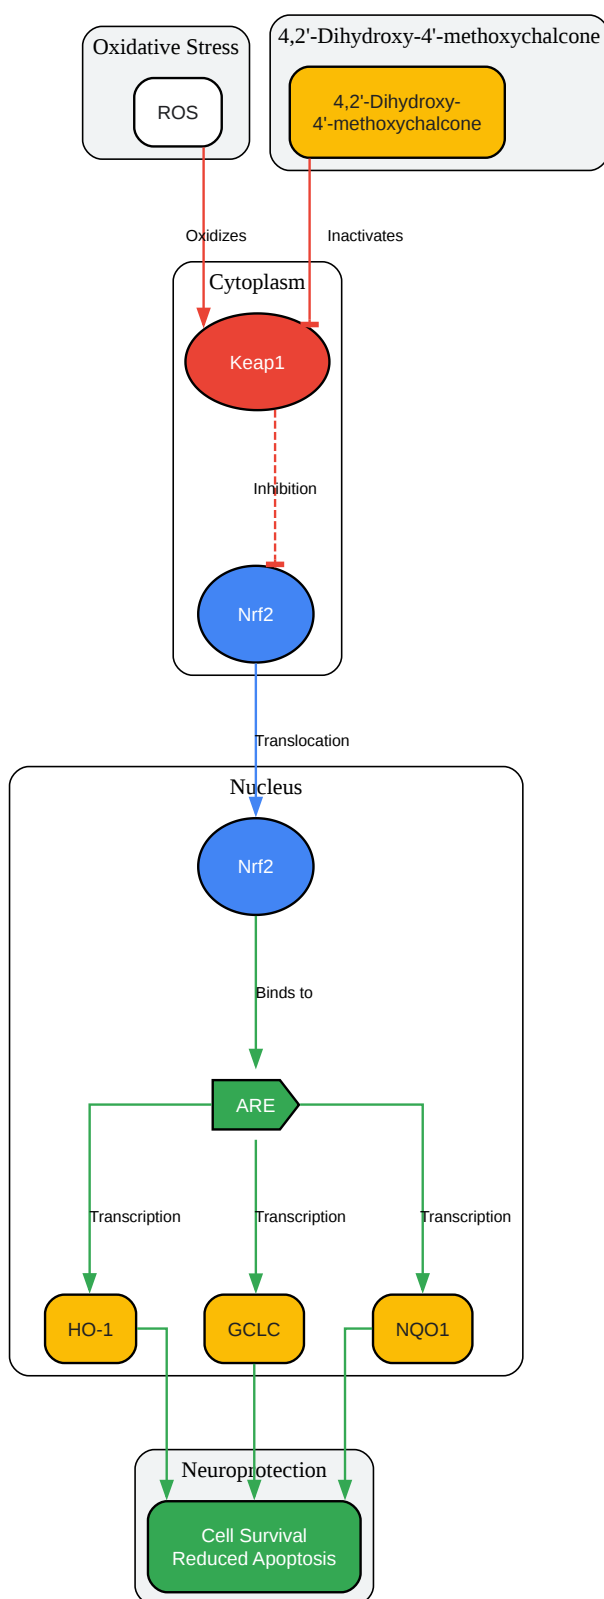 Oxidative Stress
4,2'-Dihydroxy-4'-methoxychalcone
ROS
4,2'-Dihydroxy-
4'-methoxychalcone
Oxidizes
Inactivates
Cytoplasm
Keap1
Inhibition
Nrf2
Translocation
Nucleus
Nrf2
Binds to
ARE
Transcription
Transcription
Transcription
HO-1
GCLC
NQO1
Neuroprotection
Cell Survival
Reduced Apoptosis